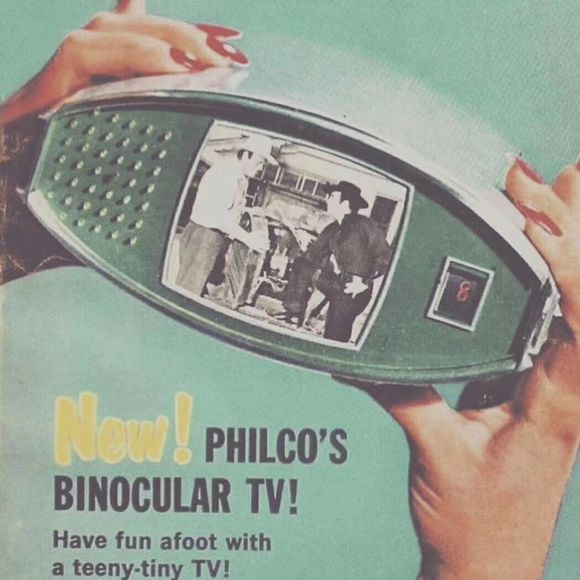 8
New! PHILCO'S
BINOCULAR TV!
Have fun afoot with
a teeny-tiny TV!